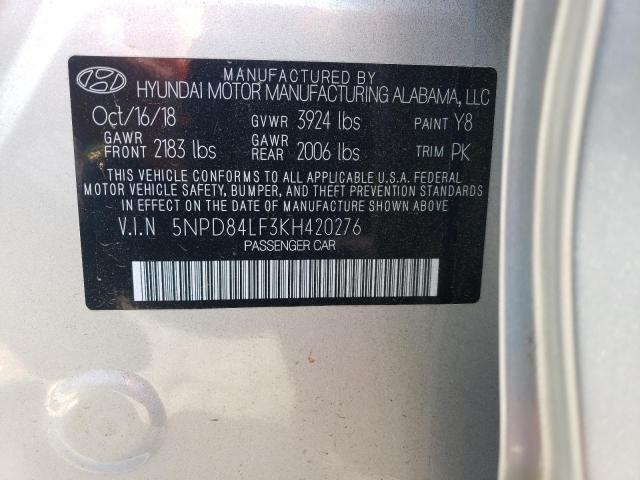 MANUFACTURED BY
HYUNDAI MOTOR MANUFACTURING ALABAMA, LLC
Oct/16/18 GVWR 3924 lbs PAINT Y8
GAWR FRONT 2183 lbs GAWR REAR 2006 lbs TRIM PK
THIS VEHICLE CONFORMS TO ALL APPLICABLE U.S. FEDERAL
MOTOR VEHICLE SAFETY, BUMPER, AND THEFT PREVENTION STANDARDS
IN EFFECT ON THE DATE OF MANUFACTURE SHOWN ABOVE.
V.I.N 5NPD84LF3KH420276
PASSENGER CAR